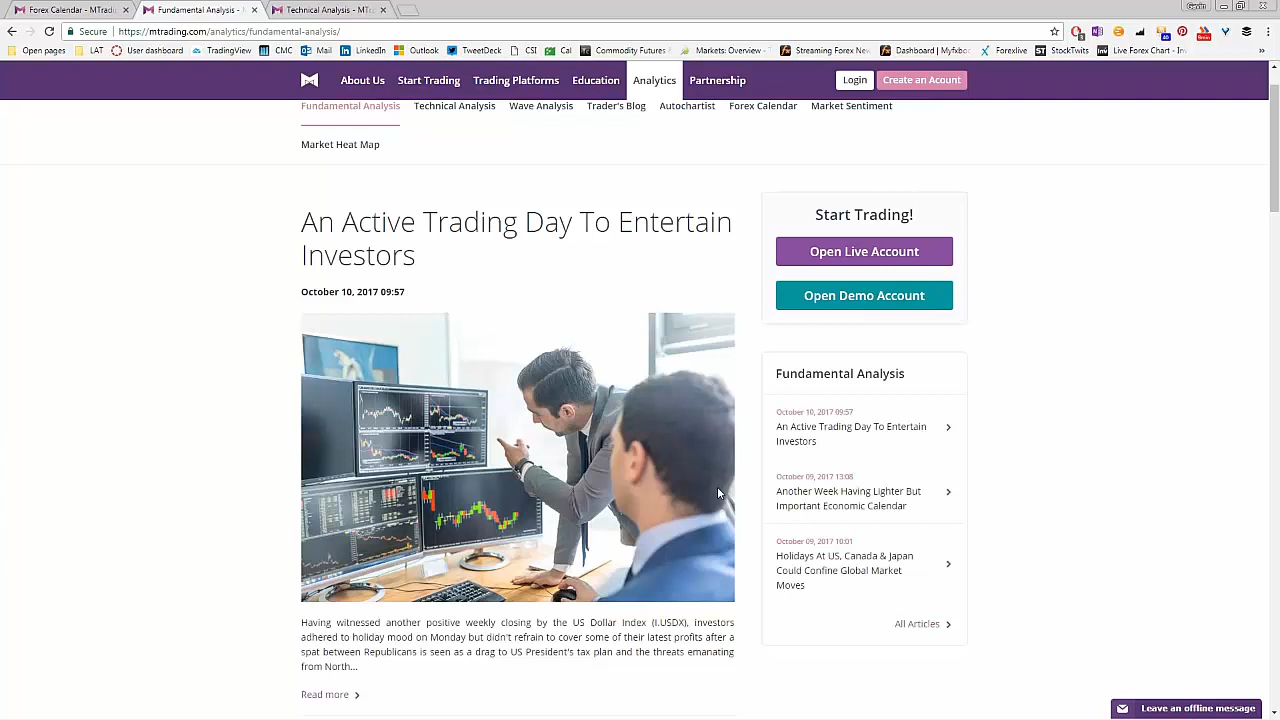 Forex Calendar - MTradi
Fundamental Analysis -
Technical Analysis - MT
Gavin
Secure
https://mtrading.com/analytics/fundamental-analysis/
Open pages
LAT
User dashboard
TradingView
CMC
Mail
LinkedIn
Outlook
TweetDeck
CSI
Cal
Commodity Futures
Markets: Overview -
Streaming Forex New
Dashboard | Myfxbo
Forexlive
StockTwits
Live Forex Chart - Inv
About Us
Start Trading
Trading Platforms
Education
Analytics
Partnership
Login
Create an Acount
Fundamental Analysis
Technical Analysis
Wave Analysis
Trader's Blog
Autochartist
Forex Calendar
Market Sentiment
Market Heat Map
An Active Trading Day To Entertain
Investors
October 10, 2017 09:57
Having witnessed another positive weekly closing by the US Dollar Index (I.USDX), investors
adhered to holiday mood on Monday but didn't refrain to cover some of their latest profits after a
spat between Republicans is seen as a drag to US President's tax plan and the threats emanating
from North...
Read more
Start Trading!
Open Live Account
Open Demo Account
Fundamental Analysis
October 10, 2017 09:57
An Active Trading Day To Entertain
Investors
October 09, 2017 13:08
Another Week Having Lighter But
Important Economic Calendar
October 09, 2017 10:01
Holidays At US, Canada & Japan
Could Confine Global Market
Moves
All Articles
Leave an offline message